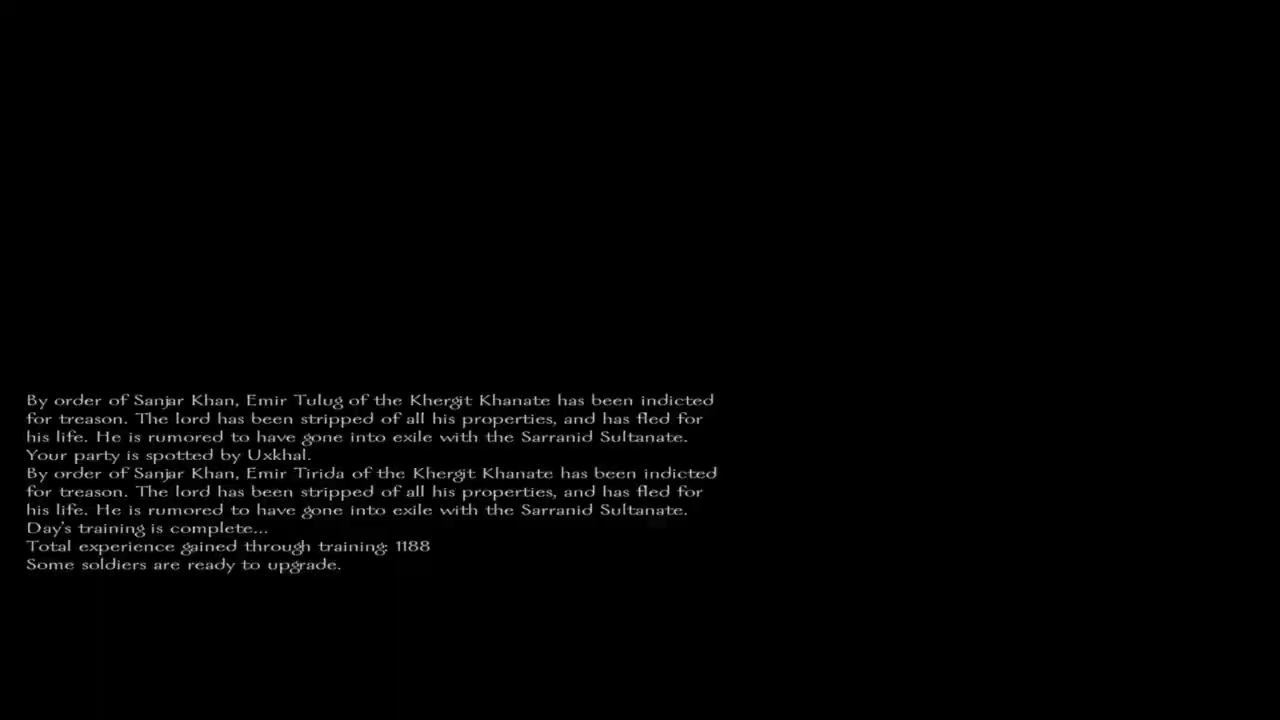 By order of Sanjar Khan, Emir Tulug of the Khergit Khanate has been indicted
for treason. The lord has been stripped of all his properties, and has fled for
his life. He is rumored to have gone into exile with the Sarranid Sultanate.
Your party is spotted by Uxkhal.
By order of Sanjar Khan, Emir Tirida of the Khergit Khanate has been indicted
for treason. The lord has been stripped of all his properties, and has fled for
his life. He is rumored to have gone into exile with the Sarranid Sultanate.
Day's training is complete...
Total experience gained through training: 1188
Some soldiers are ready to upgrade.